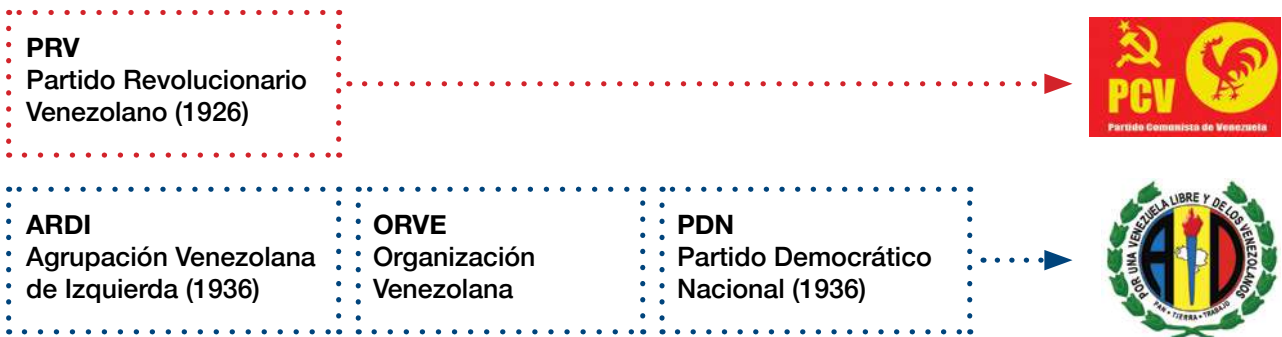 PRV
Partido Revolucionario
Venezolano (1926)
PCV
Partido Comunista de Venezuela
ARDI
Agrupación Venezolana
de Izquierda (1936)
ORVE
Organización
Venezolana
PDN
Partido Democrático
Nacional (1936)
POR UNA VENEZUELA LIBRE Y DE LOS VENEZOLANOS
AD
PAN • TIERRA • TRABAJO